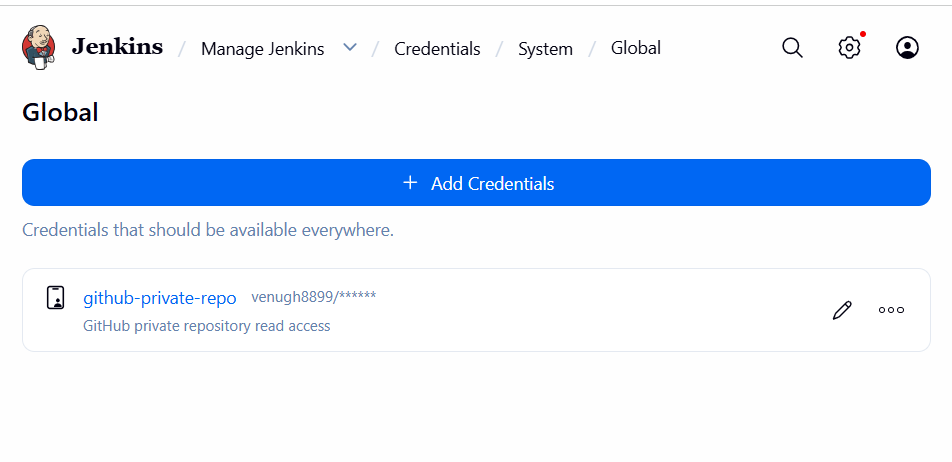 Jenkins / Manage Jenkins / Credentials / System / Global
Global
+ Add Credentials
Credentials that should be available everywhere.
github-private-repo venugh8899/******
GitHub private repository read access